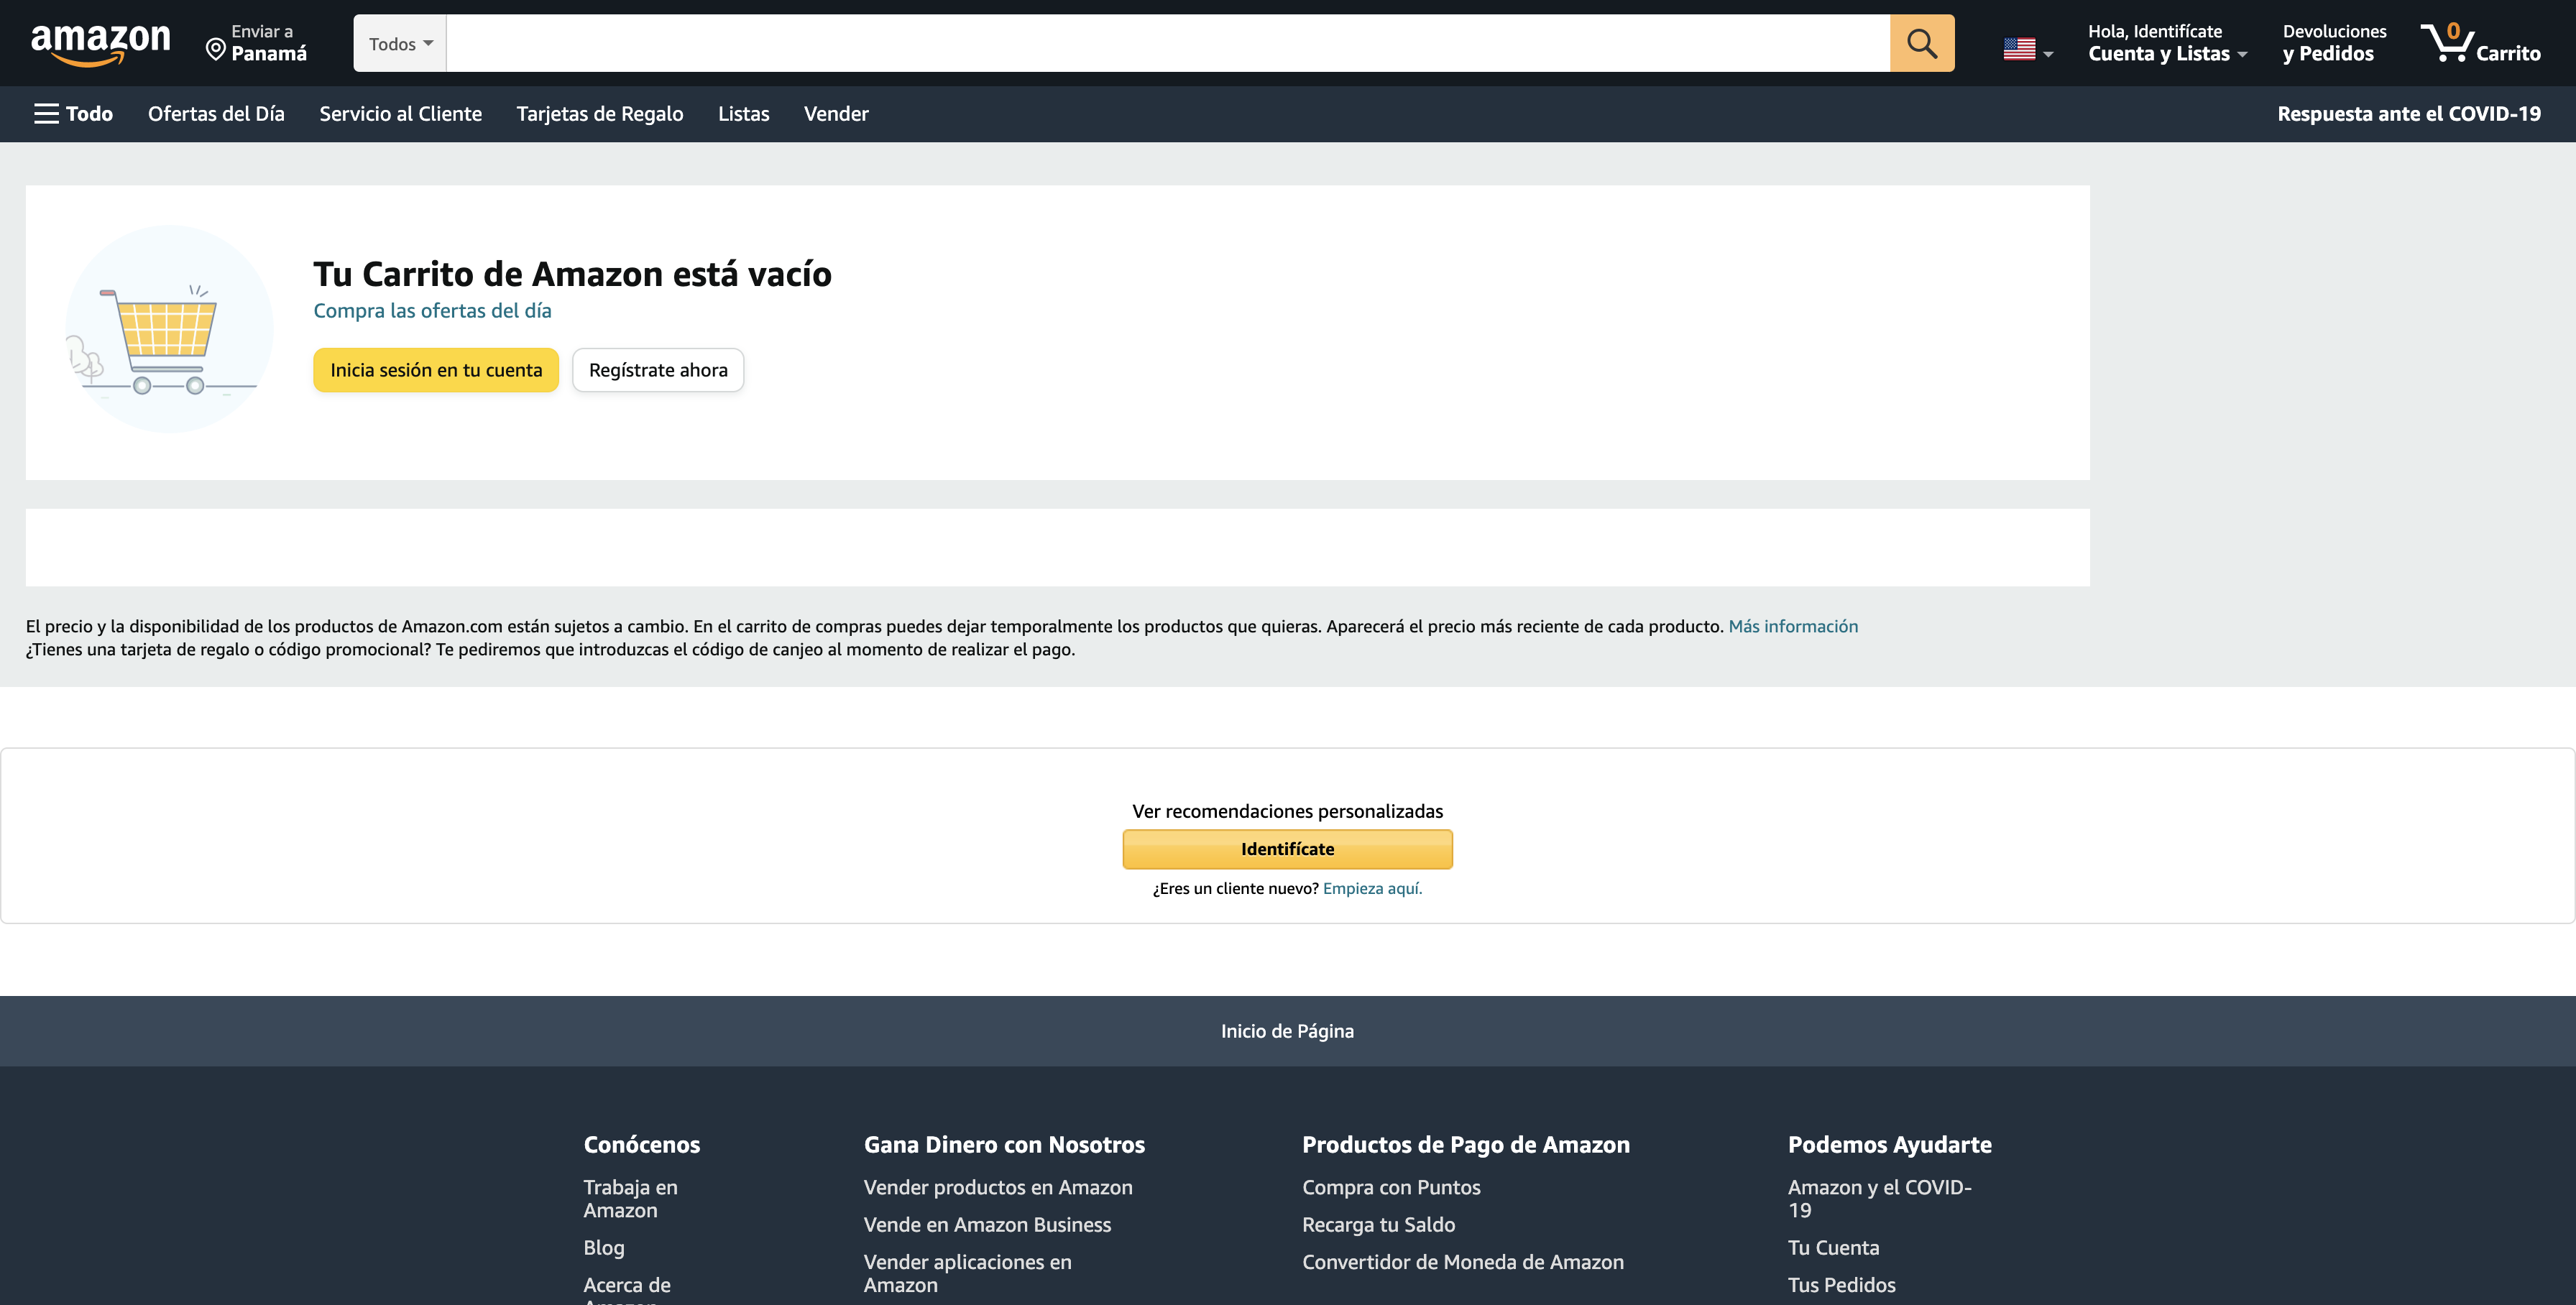 amazon
Enviar a
Panamá
Todos
Hola, Identifícate
Cuenta y Listas
Devoluciones
y Pedidos
0
Carrito
Todo
Ofertas del Día
Servicio al Cliente
Tarjetas de Regalo
Listas
Vender
Respuesta ante el COVID-19
Tu Carrito de Amazon está vacío
Compra las ofertas del día
Inicia sesión en tu cuenta
Regístrate ahora
El precio y la disponibilidad de los productos de Amazon.com están sujetos a cambio. En el carrito de compras puedes dejar temporalmente los productos que quieras. Aparecerá el precio más reciente de cada producto. Más información
¿Tienes una tarjeta de regalo o código promocional? Te pediremos que introduzcas el código de canjeo al momento de realizar el pago.
Ver recomendaciones personalizadas
Identifícate
¿Eres un cliente nuevo? Empieza aquí.
Inicio de Página
Conócenos
Trabaja en
Amazon
Blog
Acerca de
Amazon
Gana Dinero con Nosotros
Vender productos en Amazon
Vende en Amazon Business
Vender aplicaciones en
Amazon
Productos de Pago de Amazon
Compra con Puntos
Recarga tu Saldo
Convertidor de Moneda de Amazon
Podemos Ayudarte
Amazon y el COVID-
19
Tu Cuenta
Tus Pedidos